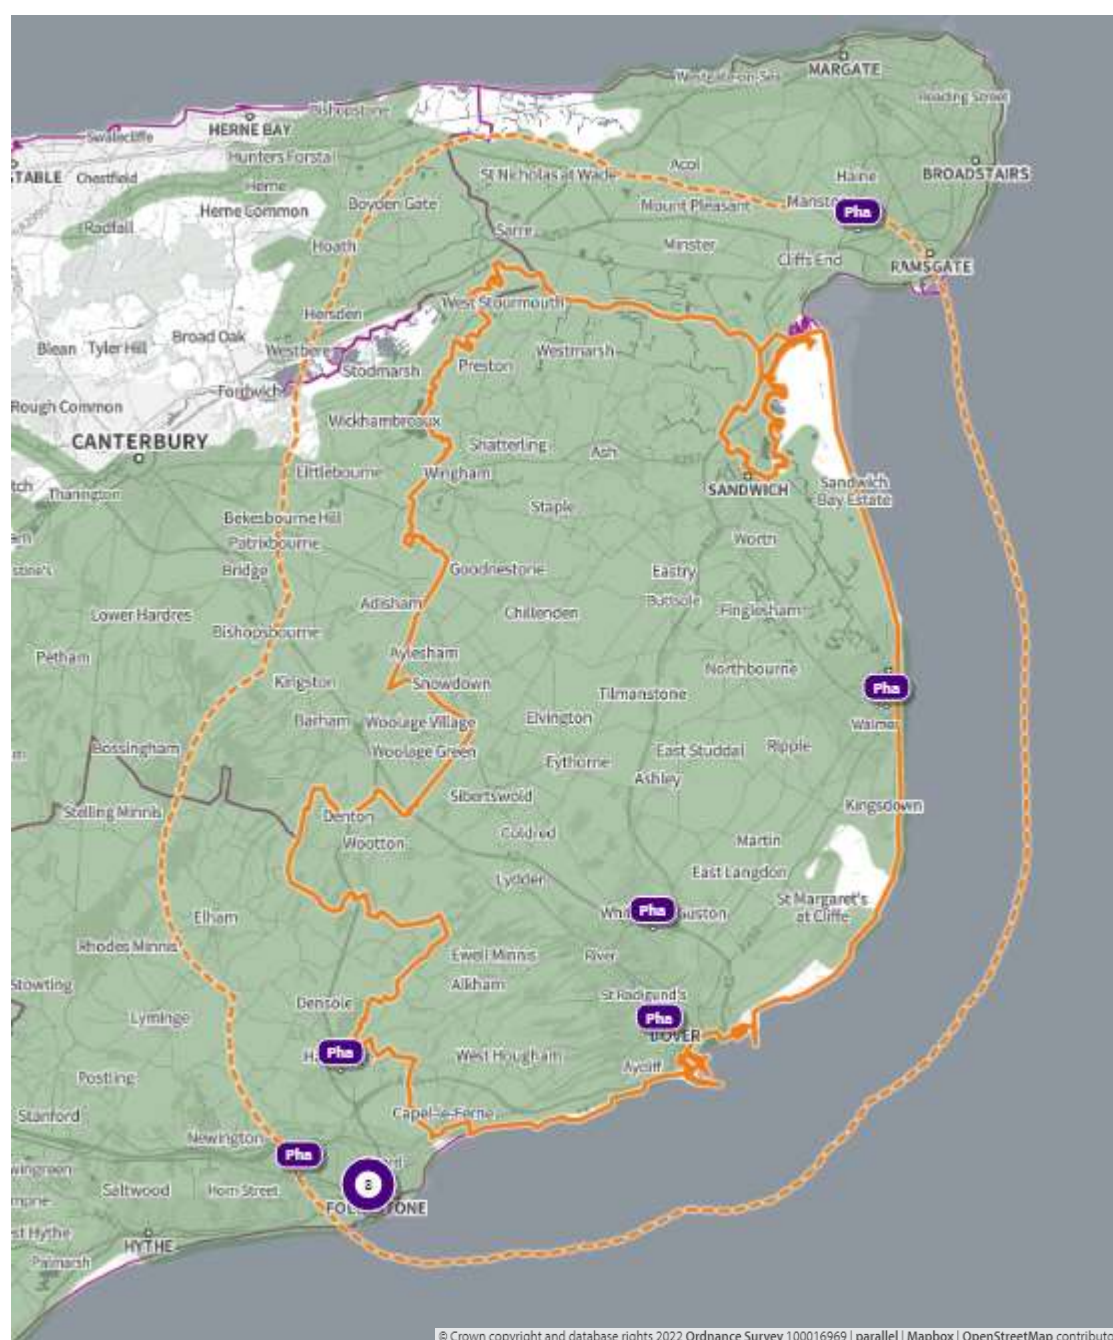 MARGATE
Westgate-on-Sea
Reading Street
Bishopstone
HERNE BAY
Swalecliffe
Hunters Forstal
St Nicholas at Wade
Acol
Haine
BROADSTAIRS
TABLE
Chestfield
Herne
Boyden Gate
Mount Pleasant
Pha
Herne Common
Radfall
Sarre
Minster
Hoath
Cliffs End
RAMSGATE
Hersden
West Stourmouth
Broad Oak
Blean
Tyler Hill
Westbere
Westmarsh
Preston
Stodmarsh
Fordwich
Rough Common
Wickhambreaux
CANTERBURY
Shatterling
Ash
Littlebourne
Wingham
Thanington
SANDWICH
Sandwich
Bay Estate
Staple
Bekesbourne Hill
Patrixbourne
Worth
Bridge
Goodnestone
Eastry
Adisham
Buttsole
Finglesham
Lower Hardres
Chillenden
Bishopsbourne
Petham
Aylesham
Northbourne
Kingston
Snowdown
Pha
Tilmanstone
Barham
Woolage Village
Elvington
Walmer
Bossingham
Woolage Green
East Studdal
Ripple
Eythorne
Ashley
Sibertswold
Kingsdown
Stelling Minnis
Denton
Coldred
Wootton
Martin
Lydden
East Langdon
St Margaret's
at Cliffe
Elham
Pha
Rhodes Minnis
Ewell Minnis
River
Stowting
Alkham
Densole
St Radigund's
Lyminge
Pha
DOVER
Pha
West Hougham
Aycliff
Postling
Stanford
Capel-le-Ferne
Newington
Pha
Saltwood
Horn Street
8
HYTHE
Palmarsh
© Crown copyright and database rights 2022 Ordnance Survey 100016969 | parallel | Mapbox | OpenStreetMap contributo